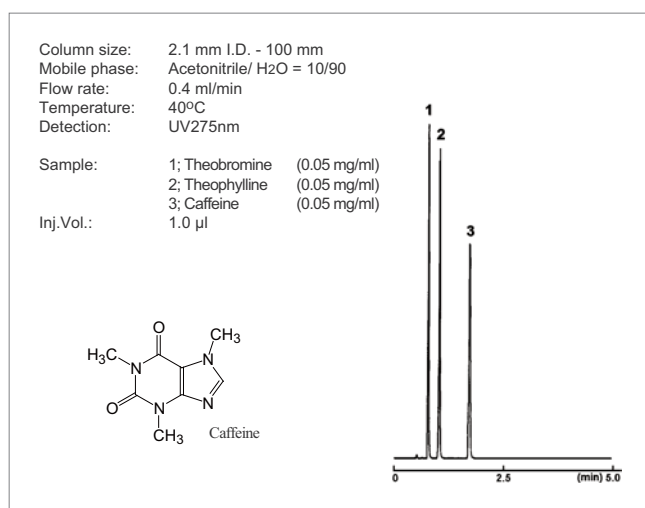 Column size: 2.1 mm I.D. - 100 mm
Mobile phase: Acetonitrile/ H2O = 10/90
Flow rate: 0.4 ml/min
Temperature: 40ºC
Detection: UV275nm
Sample: 1; Theobromine (0.05 mg/ml)
2; Theophylline (0.05 mg/ml)
3; Caffeine (0.05 mg/ml)
Inj.Vol.: 1.0 µl
1
2
3
O
CH3
H3C
N
N
O
N
N
CH3
Caffeine
0 2.5 (min) 5.0